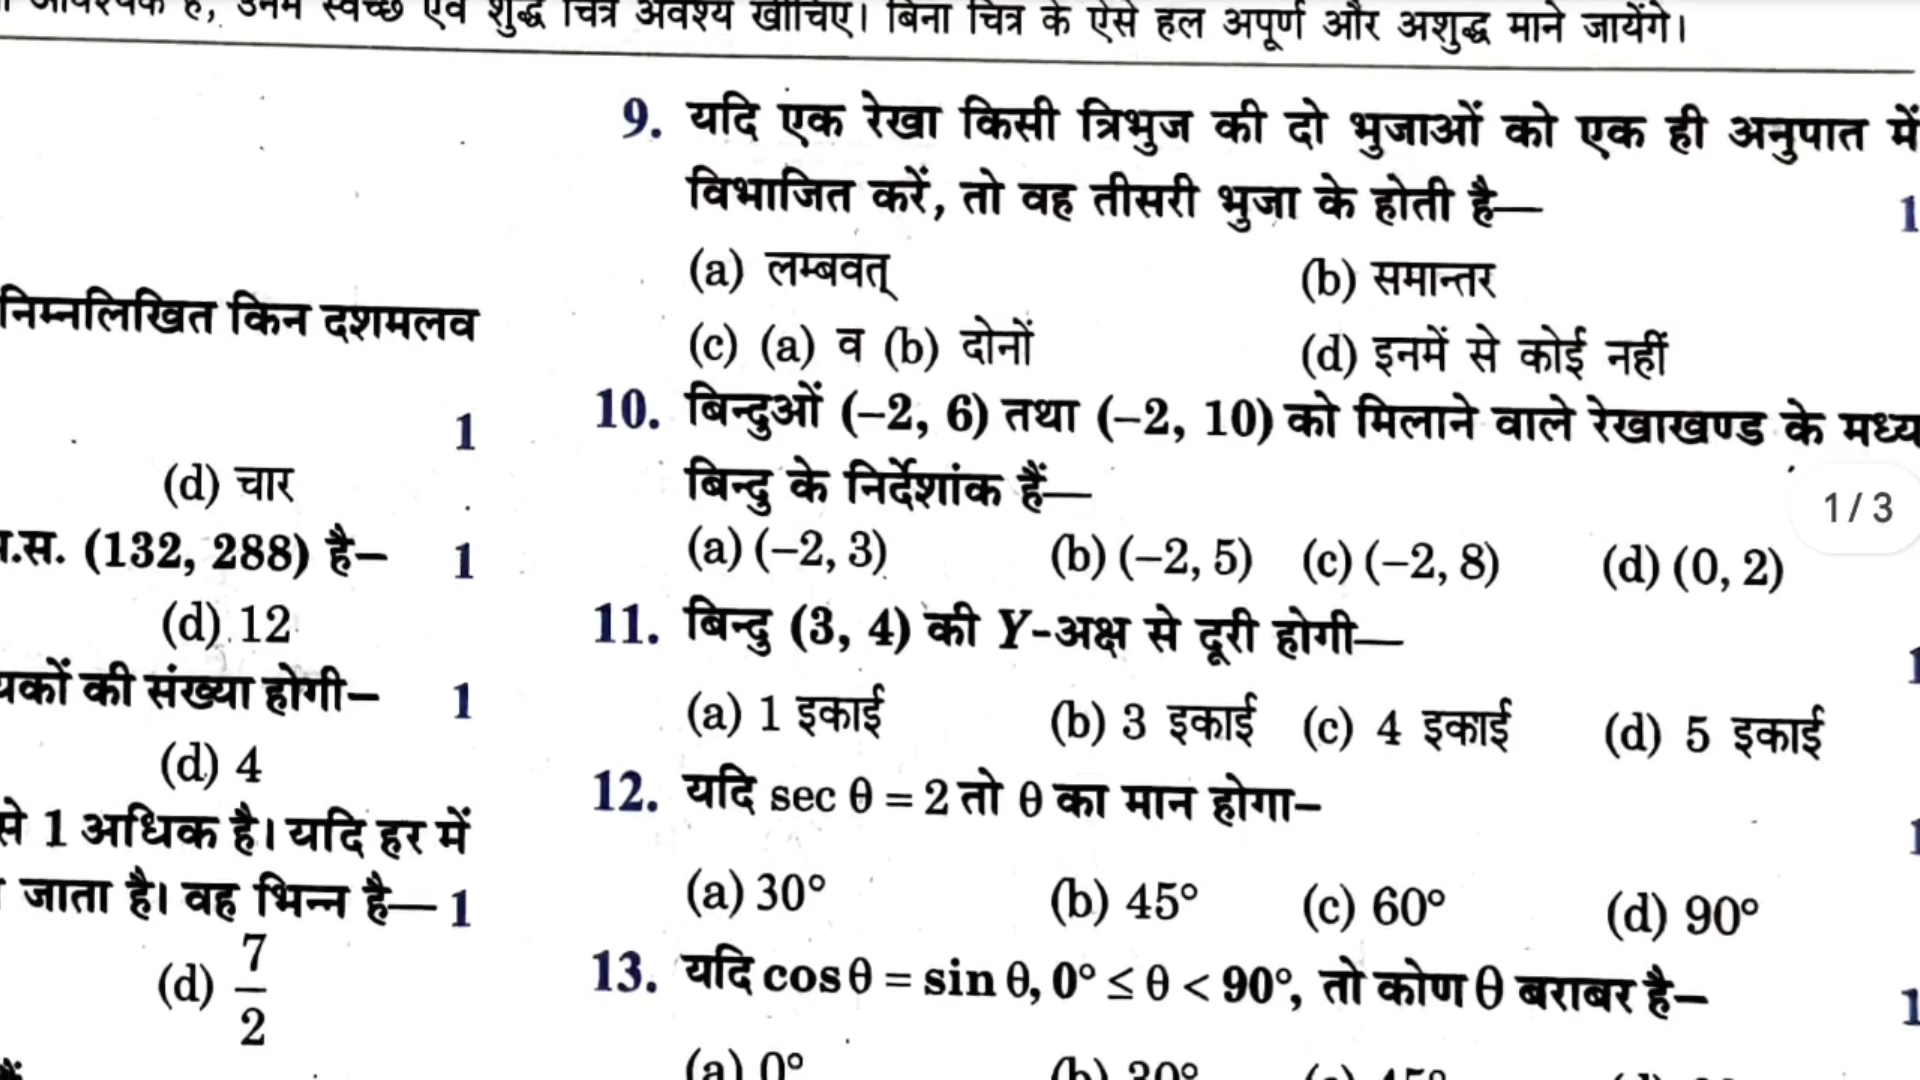 आवश्यक है, उनमें स्वच्छ एवं शुद्ध चित्र अवश्य खींचिए। बिना चित्र के ऐसे हल अपूर्ण और अशुद्ध माने जायेंगे।
निम्नलिखित किन दशमलव
1
(d) चार
.स. (132, 288) है– 1
(d) 12
की संख्या होगी– 1
(d) 4
से 1 अधिक है। यदि हर में
जाता है। वह भिन्न है— 1
(d) 7/2
9. यदि एक रेखा किसी त्रिभुज की दो भुजाओं को एक ही अनुपात में
विभाजित करें, तो वह तीसरी भुजा के होती है— 1
(a) लम्बवत् (b) समान्तर
(c) (a) व (b) दोनों (d) इनमें से कोई नहीं
10. बिन्दुओं (–2, 6) तथा (–2, 10) को मिलाने वाले रेखाखण्ड के मध्य
बिन्दु के निर्देशांक हैं—
1 / 3
(a) (–2, 3) (b) (–2, 5) (c) (–2, 8) (d) (0, 2)
11. बिन्दु (3, 4) की Y-अक्ष से दूरी होगी— 1
(a) 1 इकाई (b) 3 इकाई (c) 4 इकाई (d) 5 इकाई
12. यदि sec θ = 2 तो θ का मान होगा– 1
(a) 30° (b) 45° (c) 60° (d) 90°
13. यदि cos θ = sin θ, 0° ≤ θ < 90°, तो कोण θ बराबर है– 1
(a) 0° (b) 30° (c) 45°